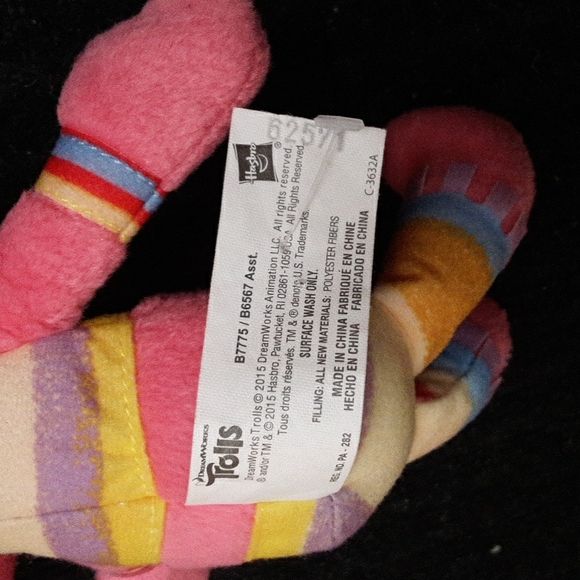 62571
Hasbro ®
C-3632A
B7775 / B6567 Asst.
DreamWorks Trolls © 2015 DreamWorks Animation LLC. All rights reserved.
® and/or TM & © 2015 Hasbro, Pawtucket, RI 02861-1059 USA. All Rights Reserved.
Tous droits réservés. TM & ® denote U.S. Trademarks.
SURFACE WASH ONLY.
FILLING: ALL NEW MATERIALS: POLYESTER FIBERS
MADE IN CHINA FABRIQUÉ EN CHINE
HECHO EN CHINA FABRICADO EN CHINA
DREAMWORKS
Trolls
REG. NO. PA - 282